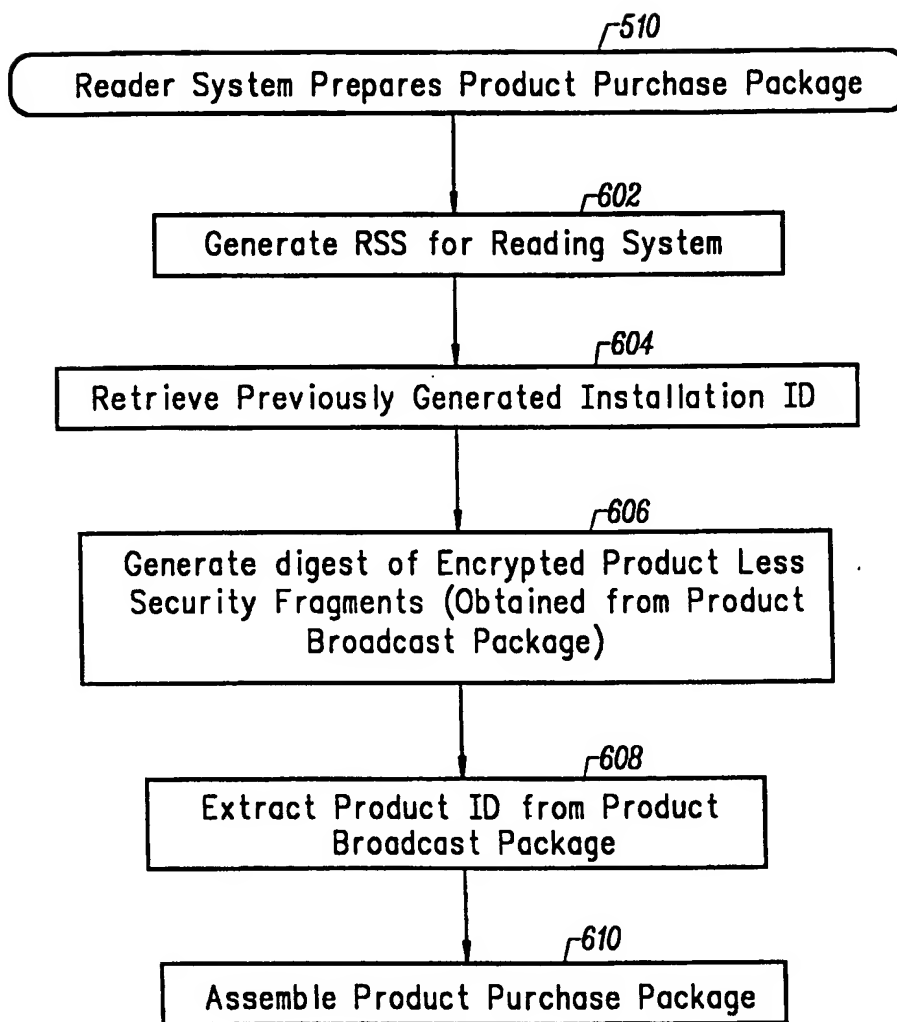 510
Reader System Prepares Product Purchase Package
602
Generate RSS for Reading System
604
Retrieve Previously Generated Installation ID
606
Generate digest of Encrypted Product Less
Security Fragments (Obtained from Product
Broadcast Package)
608
Extract Product ID from Product
Broadcast Package
610
Assemble Product Purchase Package